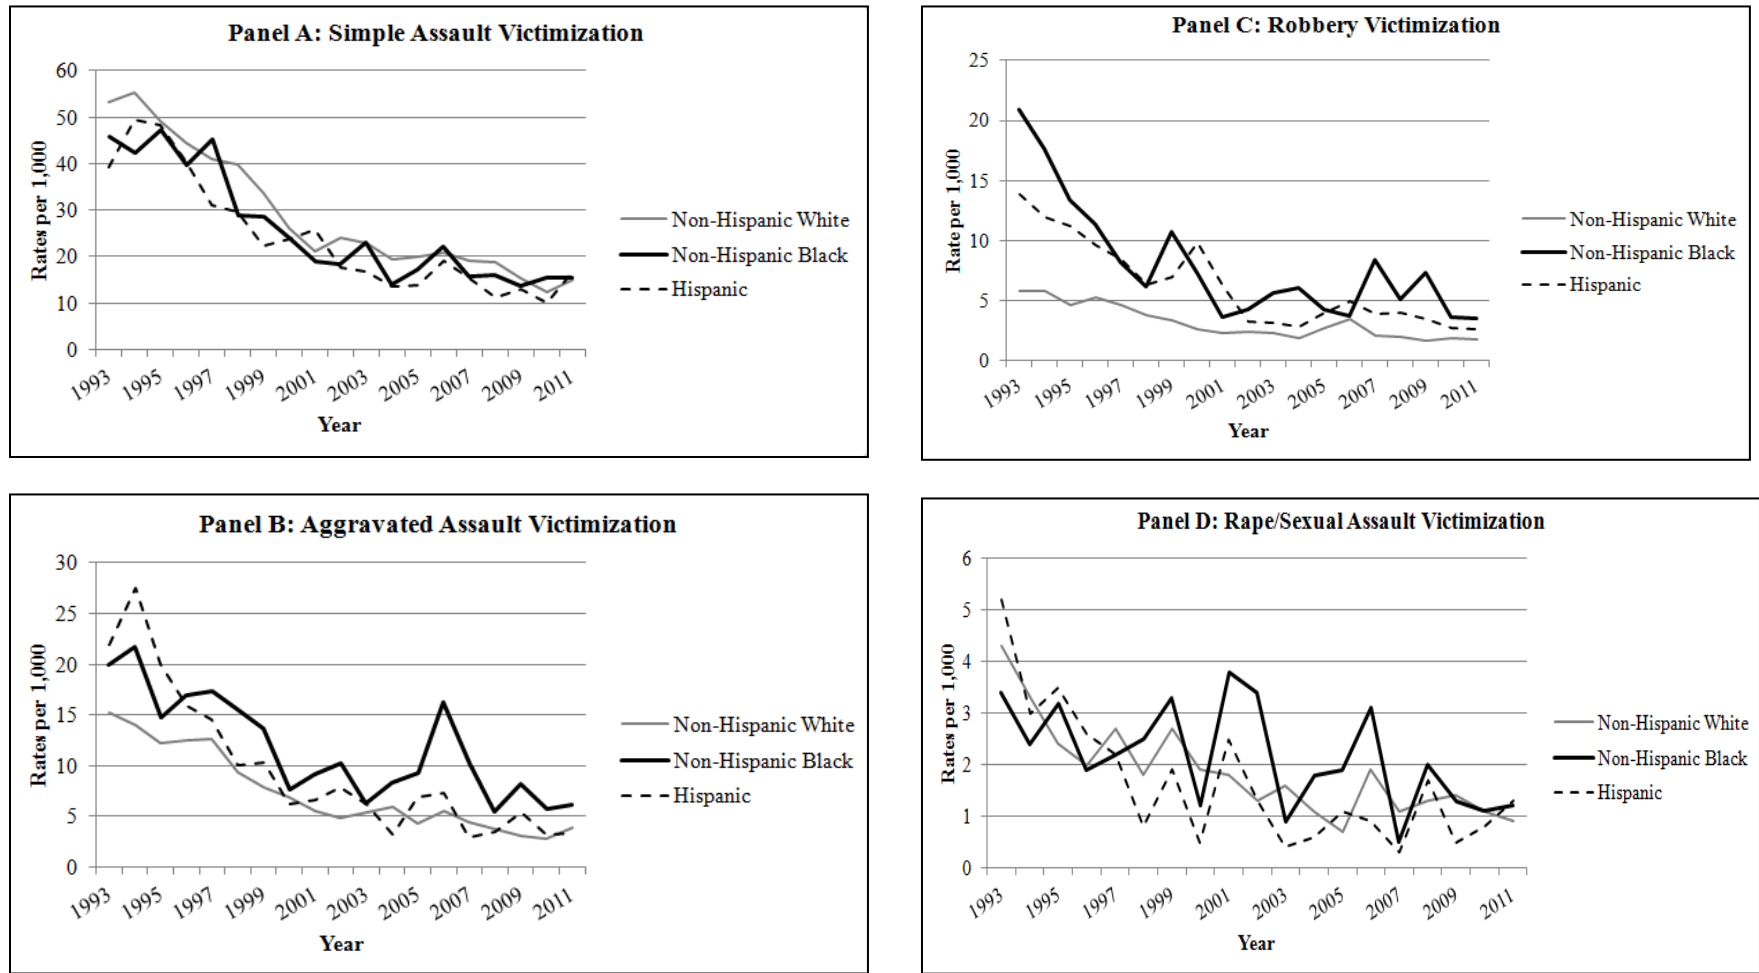 Panel A: Simple Assault Victimization
Rates per 1,000
60
50
40
30
20
10
0
1993 1995 1997 1999 2001 2003 2005 2007 2009 2011
Year
Non-Hispanic White
Non-Hispanic Black
Hispanic
Panel C: Robbery Victimization
Rate per 1,000
25
20
15
10
5
0
1993 1995 1997 1999 2001 2003 2005 2007 2009 2011
Year
Non-Hispanic White
Non-Hispanic Black
Hispanic
Panel B: Aggravated Assault Victimization
Rates per 1,000
30
25
20
15
10
5
0
1993 1995 1997 1999 2001 2003 2005 2007 2009 2011
Year
Non-Hispanic White
Non-Hispanic Black
Hispanic
Panel D: Rape/Sexual Assault Victimization
Rates per 1,000
6
5
4
3
2
1
0
1993 1995 1997 1999 2001 2003 2005 2007 2009 2011
Year
Non-Hispanic White
Non-Hispanic Black
Hispanic